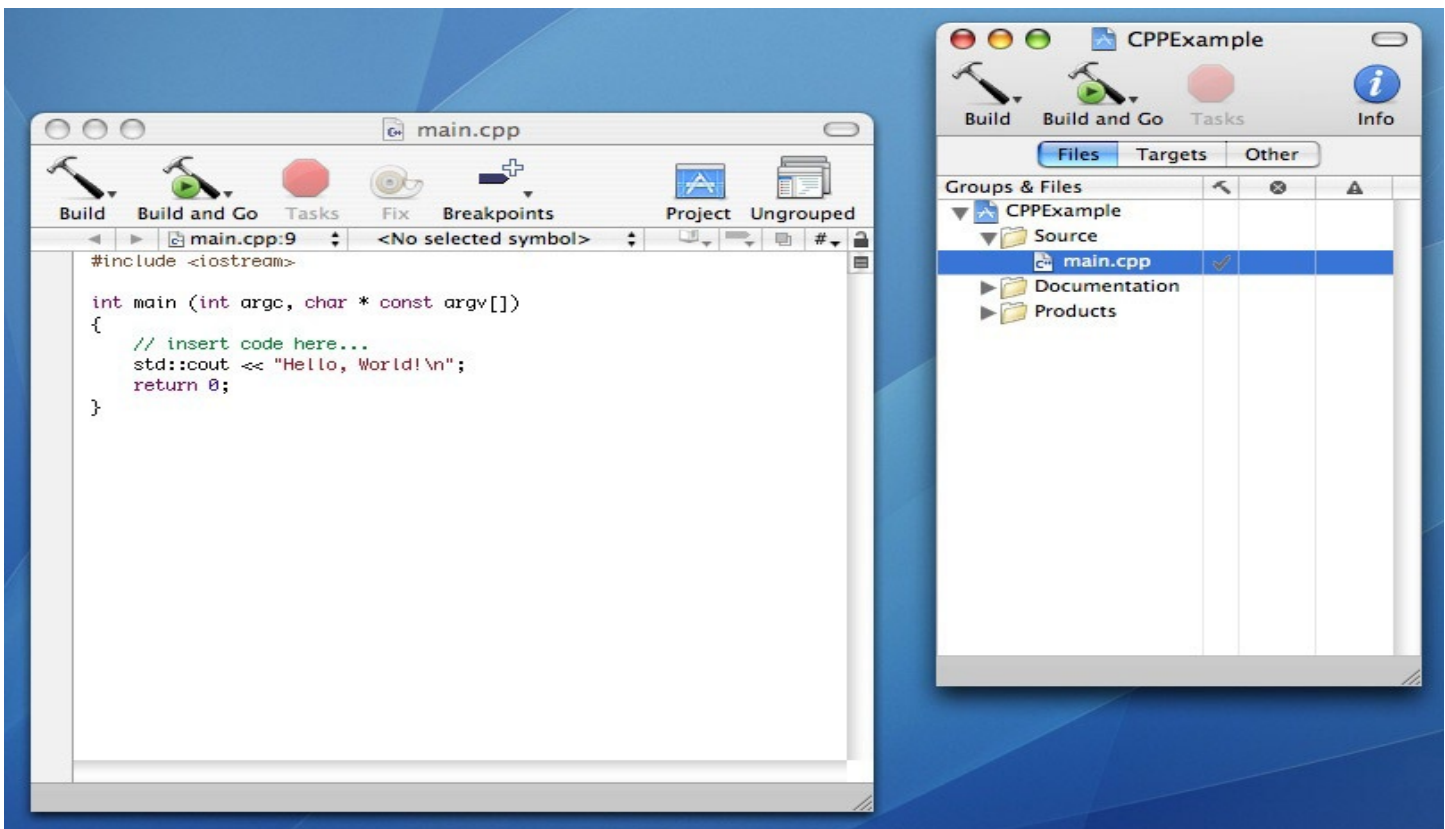 main.cpp
Build Build and Go Tasks Fix Breakpoints Project Ungrouped
main.cpp:9 <No selected symbol> #
#include <iostream>
int main (int argc, char * const argv[])
{
// insert code here...
std::cout << "Hello, World!\n";
return 0;
}
CPPExample
Build Build and Go Tasks Info
Files Targets Other
Groups & Files
CPPExample
Source
main.cpp
Documentation
Products